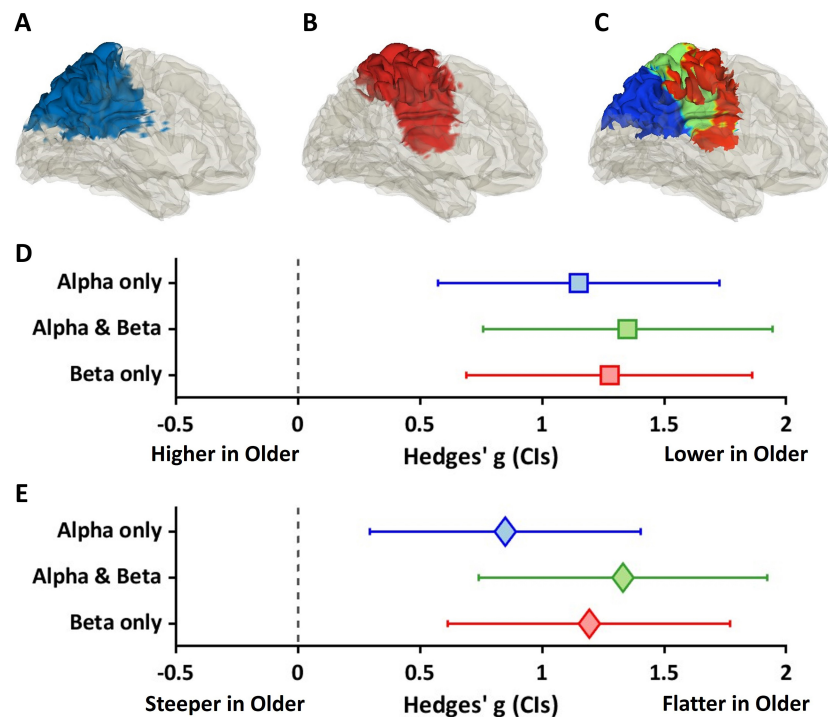 A B C
D
Alpha only
Alpha & Beta
Beta only
-0.5 0 0.5 1 1.5 2
Higher in Older Hedges' g (CIs) Lower in Older
E
Alpha only
Alpha & Beta
Beta only
-0.5 0 0.5 1 1.5 2
Steeper in Older Hedges' g (CIs) Flatter in Older